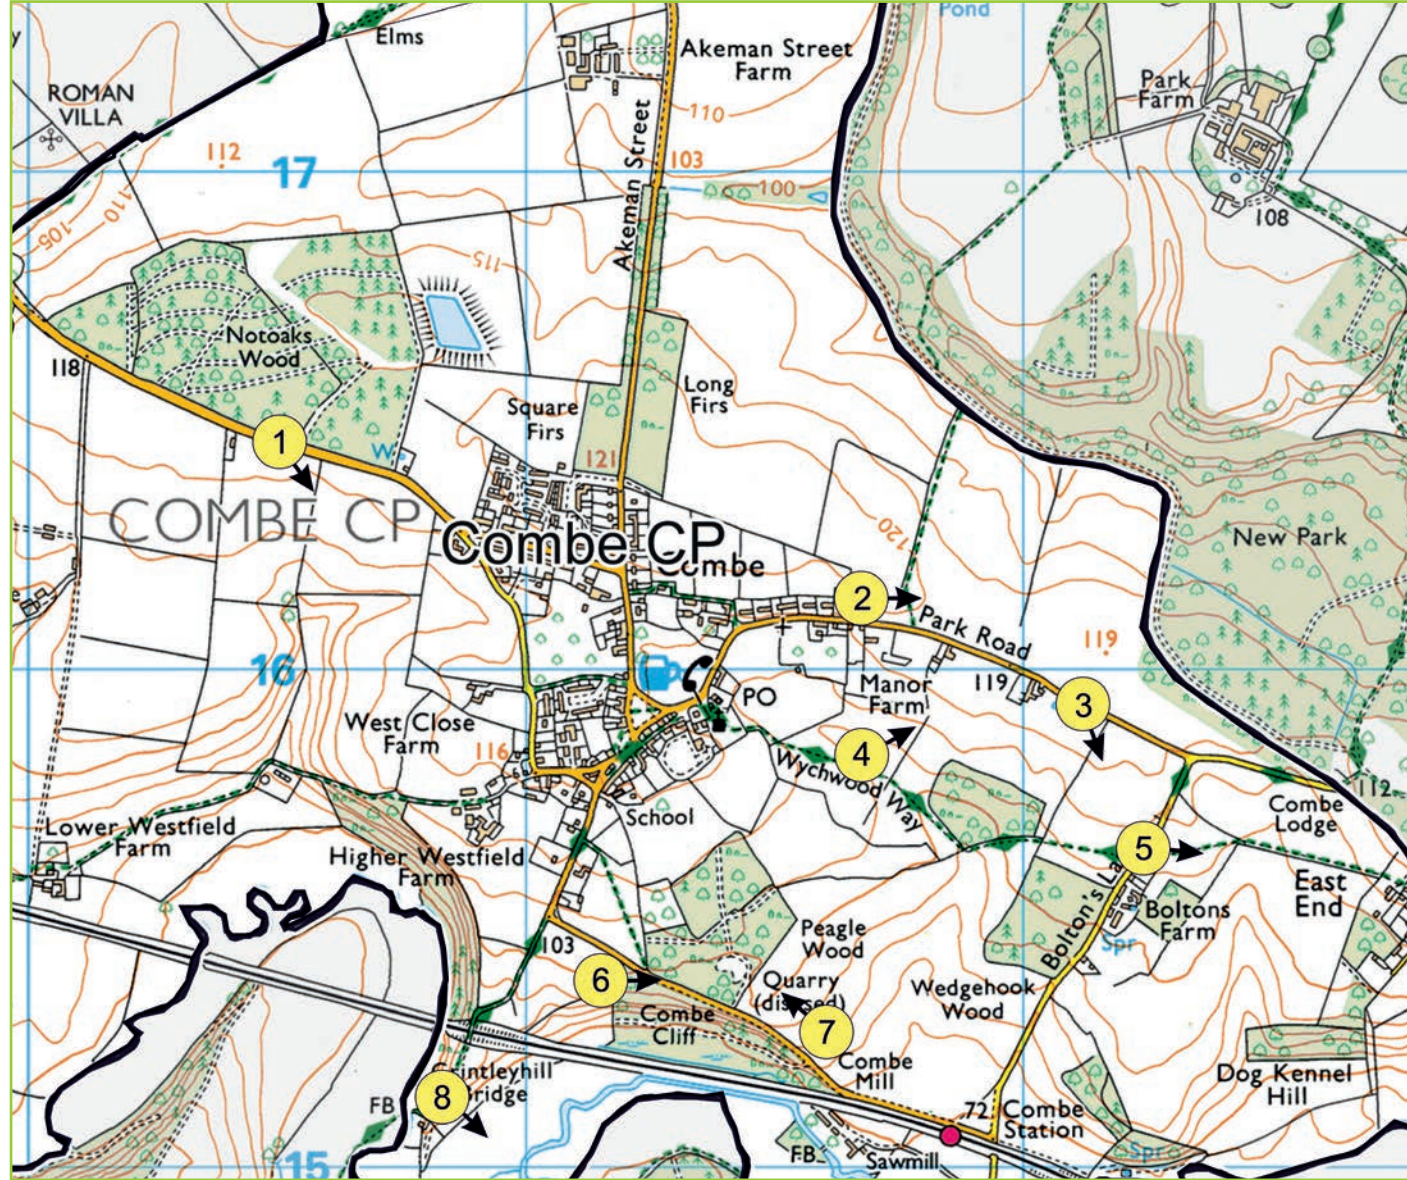 Pond
Elms
Akeman Street
Farm
Park
Farm
ROMAN
VILLA
110
112
17
103
100
Akeman Street
108
110
105
115
Notoaks
Wood
118
Long
Firs
Square
Firs
1
W
121
COMBE CP
Combe CP
Combe
120
New Park
2
Park Road
119
16
PO
Manor
Farm
119
3
West Close
Farm
116
4
Wychwood Way
112
Combe
Lodge
School
Lower Westfield
Farm
Higher Westfield
Farm
5
East
End
Bolton's
Boltons
Farm
Spr
103
Peagle
Wood
6
Quarry
Wedgehook
Wood
Combe
Cliff
7
Combe
Mill
Dog Kennel
Hill
8
Bridge
FB
72
Combe
Station
15
FB
Sawmill
Spr